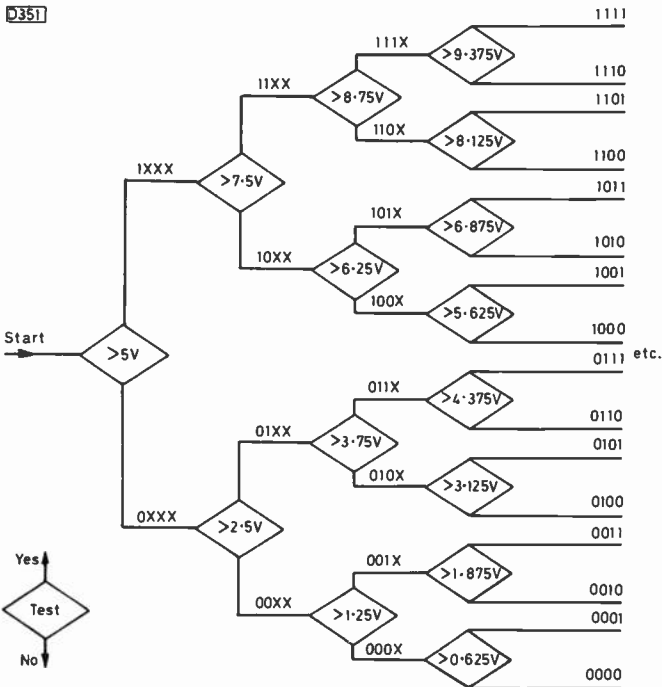 D351
1111
111X
>9·375V
1110
11XX
>8·75V
1101
110X
>8·125V
1100
1XXX
>7·5V
1011
101X
>6·875V
1010
10XX
>6·25V
1001
100X
>5·625V
1000
Start
>5V
0111 etc.
011X
>4·375V
0110
01XX
>3·75V
0101
010X
>3·125V
0100
0XXX
>2·5V
0011
001X
>1·875V
0010
00XX
>1·25V
0001
000X
>0·625V
0000
Yes
Test
No